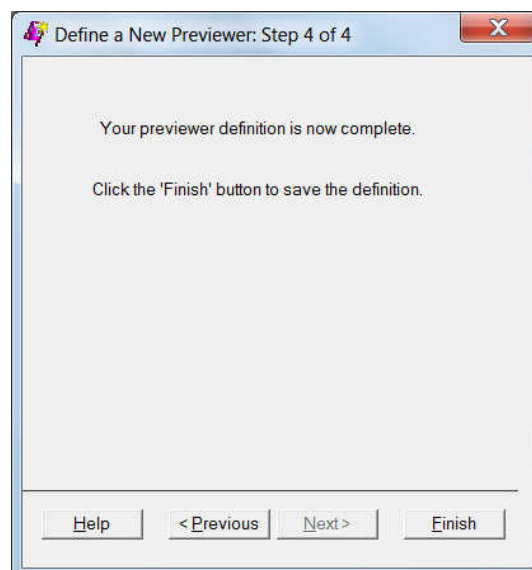 Define a New Previewer: Step 4 of 4
Your previewer definition is now complete.
Click the 'Finish' button to save the definition.
Help
< Previous
Next >
Finish